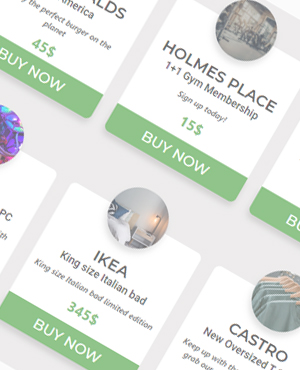 ALDS
America
the perfect burger on the
planet
45$
BUY NOW
HOLMES PLACE
1+1 Gym Membership
Sign up today!
15$
BUY NOW
BU
PC
ith
IKEA
King size Italian bad
King size Italian bad limited edition
345$
BUY NOW
CASTRO
New Oversized T
Keep up with th
grab our